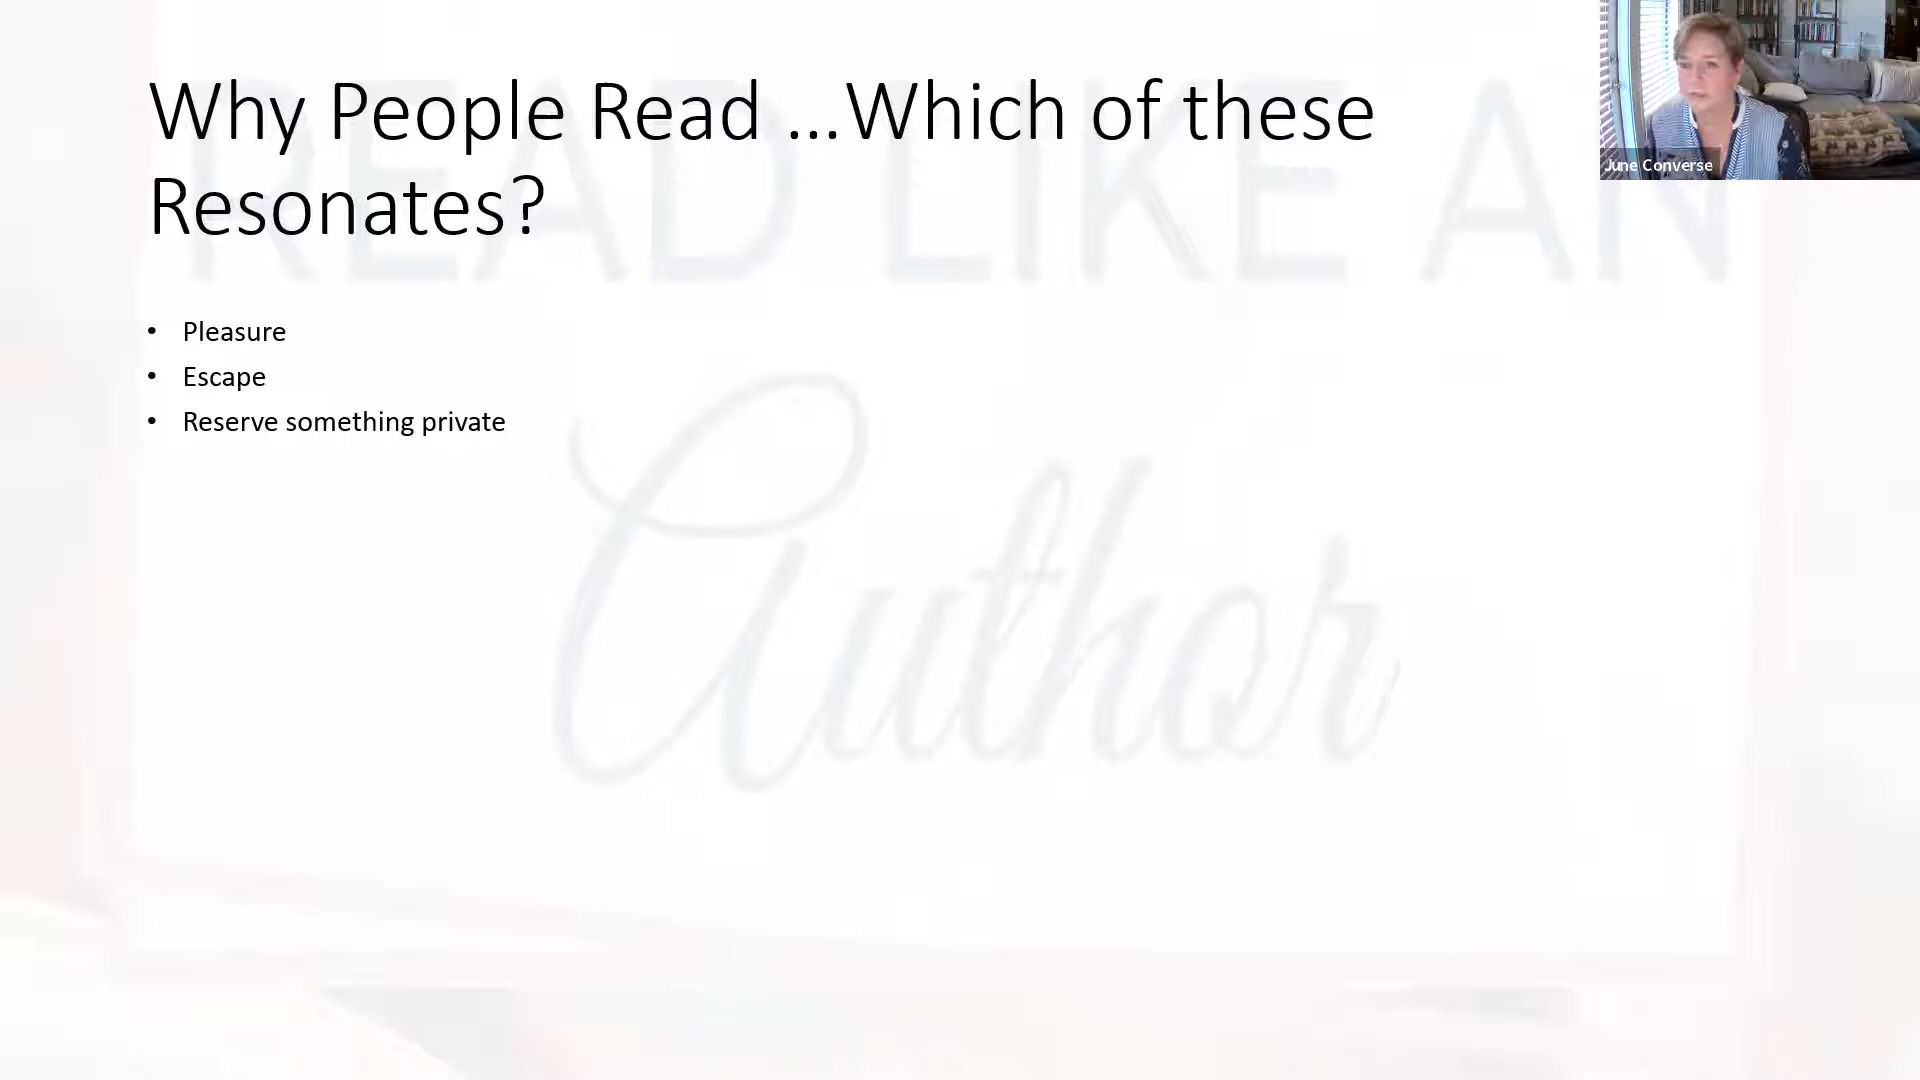 Why People Read ...Which of these
Resonates?
READ LIKE AN
Author
• Pleasure
• Escape
• Reserve something private
June Converse